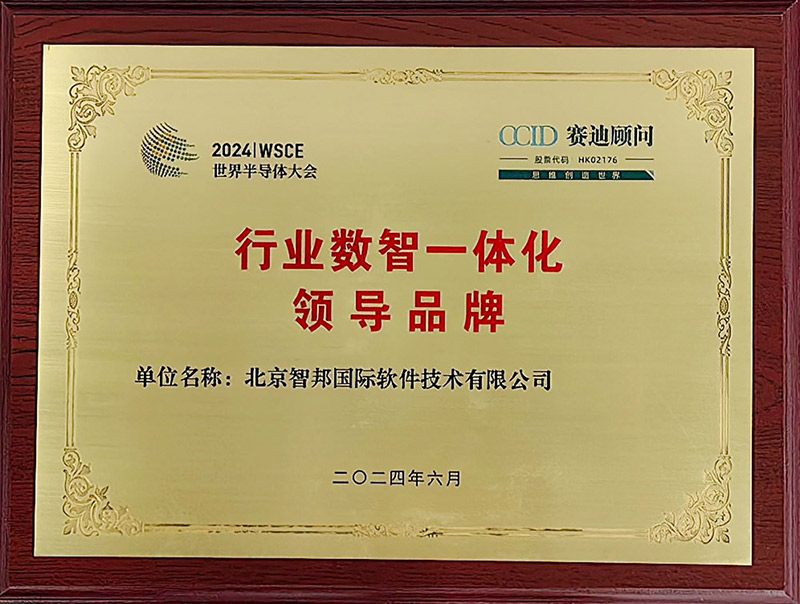 2024|WSCE
世界半导体大会
CCID 赛迪顾问
股票代码 HK02176
思维创造世界
行业数智一体化
领导品牌
单位名称：北京智邦国际软件技术有限公司
二〇二四年六月